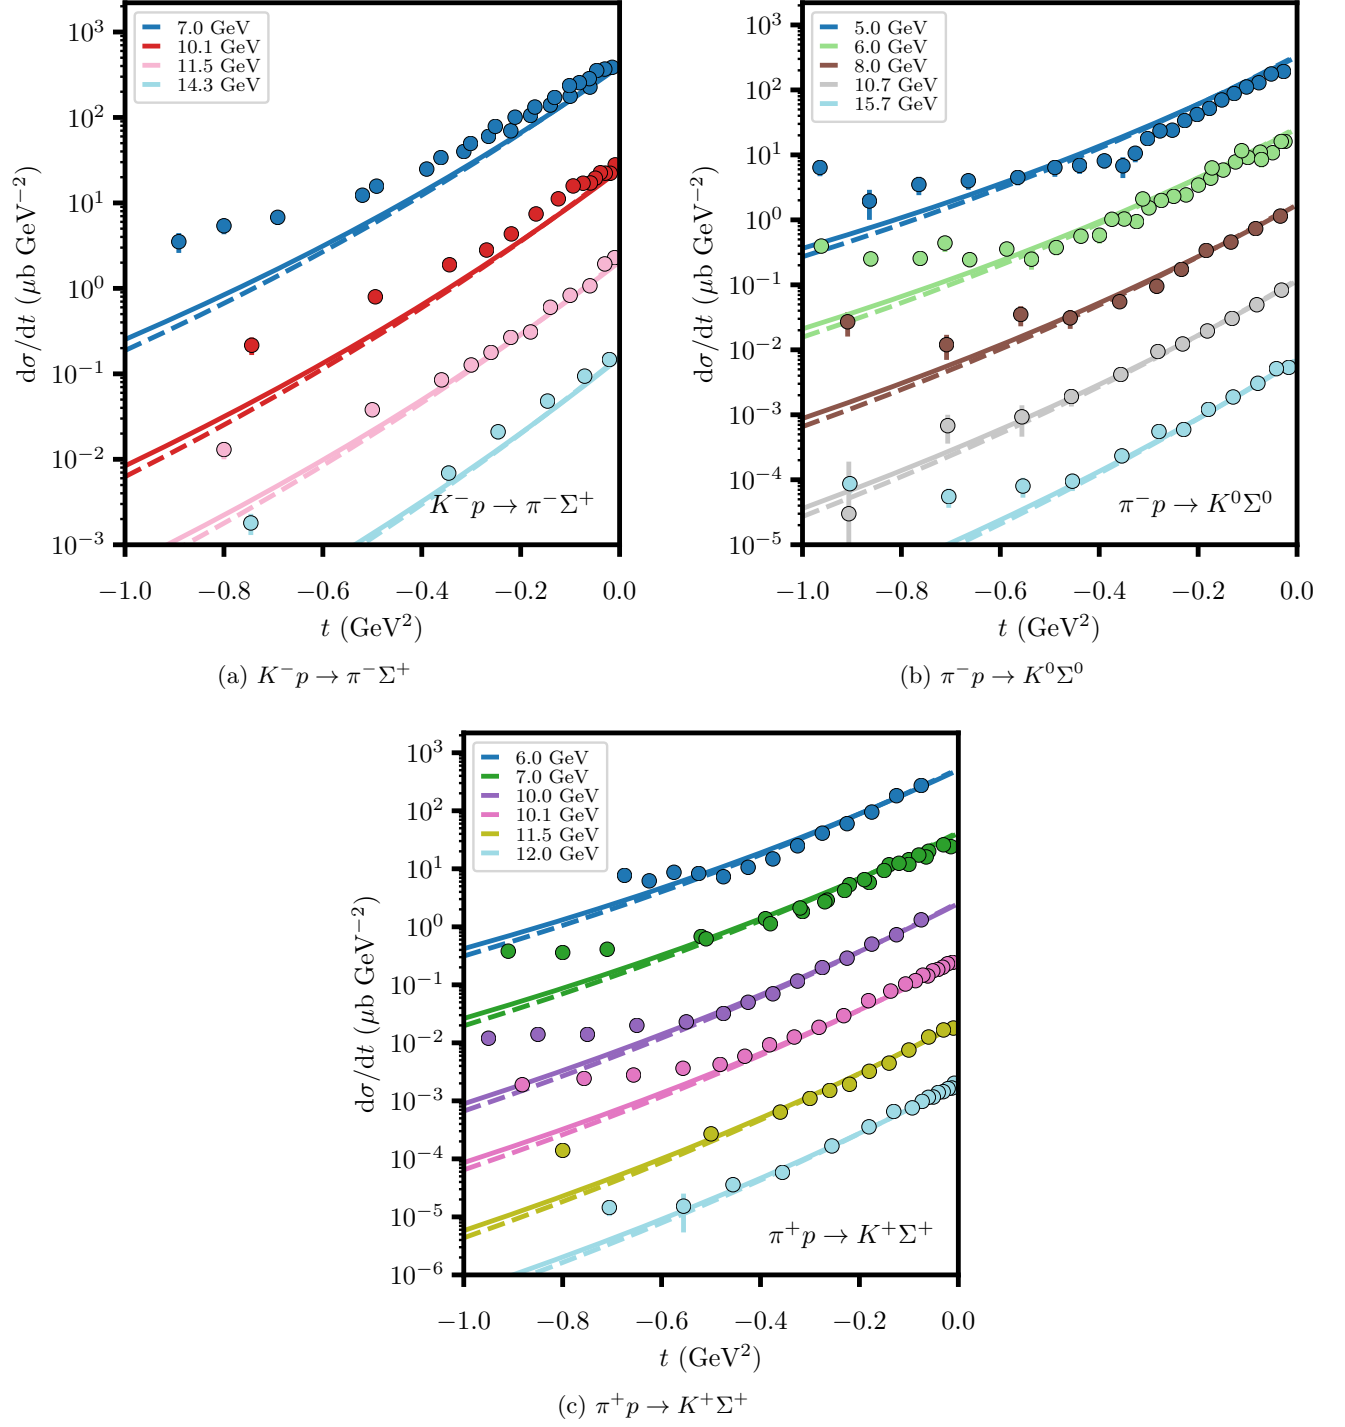 7.0 GeV
10.1 GeV
11.5 GeV
14.3 GeV
10³
10²
10¹
10⁰
10⁻¹
10⁻²
10⁻³
dσ/dt (μb GeV⁻²)
K⁻p → π⁻Σ⁺
−1.0 −0.8 −0.6 −0.4 −0.2 0.0
t (GeV²)
(a) K⁻p → π⁻Σ⁺
5.0 GeV
6.0 GeV
8.0 GeV
10.7 GeV
15.7 GeV
10³
10²
10¹
10⁰
10⁻¹
10⁻²
10⁻³
10⁻⁴
10⁻⁵
dσ/dt (μb GeV⁻²)
π⁻p → K⁰Σ⁰
−1.0 −0.8 −0.6 −0.4 −0.2 0.0
t (GeV²)
(b) π⁻p → K⁰Σ⁰
6.0 GeV
7.0 GeV
10.0 GeV
10.1 GeV
11.5 GeV
12.0 GeV
10³
10²
10¹
10⁰
10⁻¹
10⁻²
10⁻³
10⁻⁴
10⁻⁵
10⁻⁶
dσ/dt (μb GeV⁻²)
π⁺p → K⁺Σ⁺
−1.0 −0.8 −0.6 −0.4 −0.2 0.0
t (GeV²)
(c) π⁺p → K⁺Σ⁺